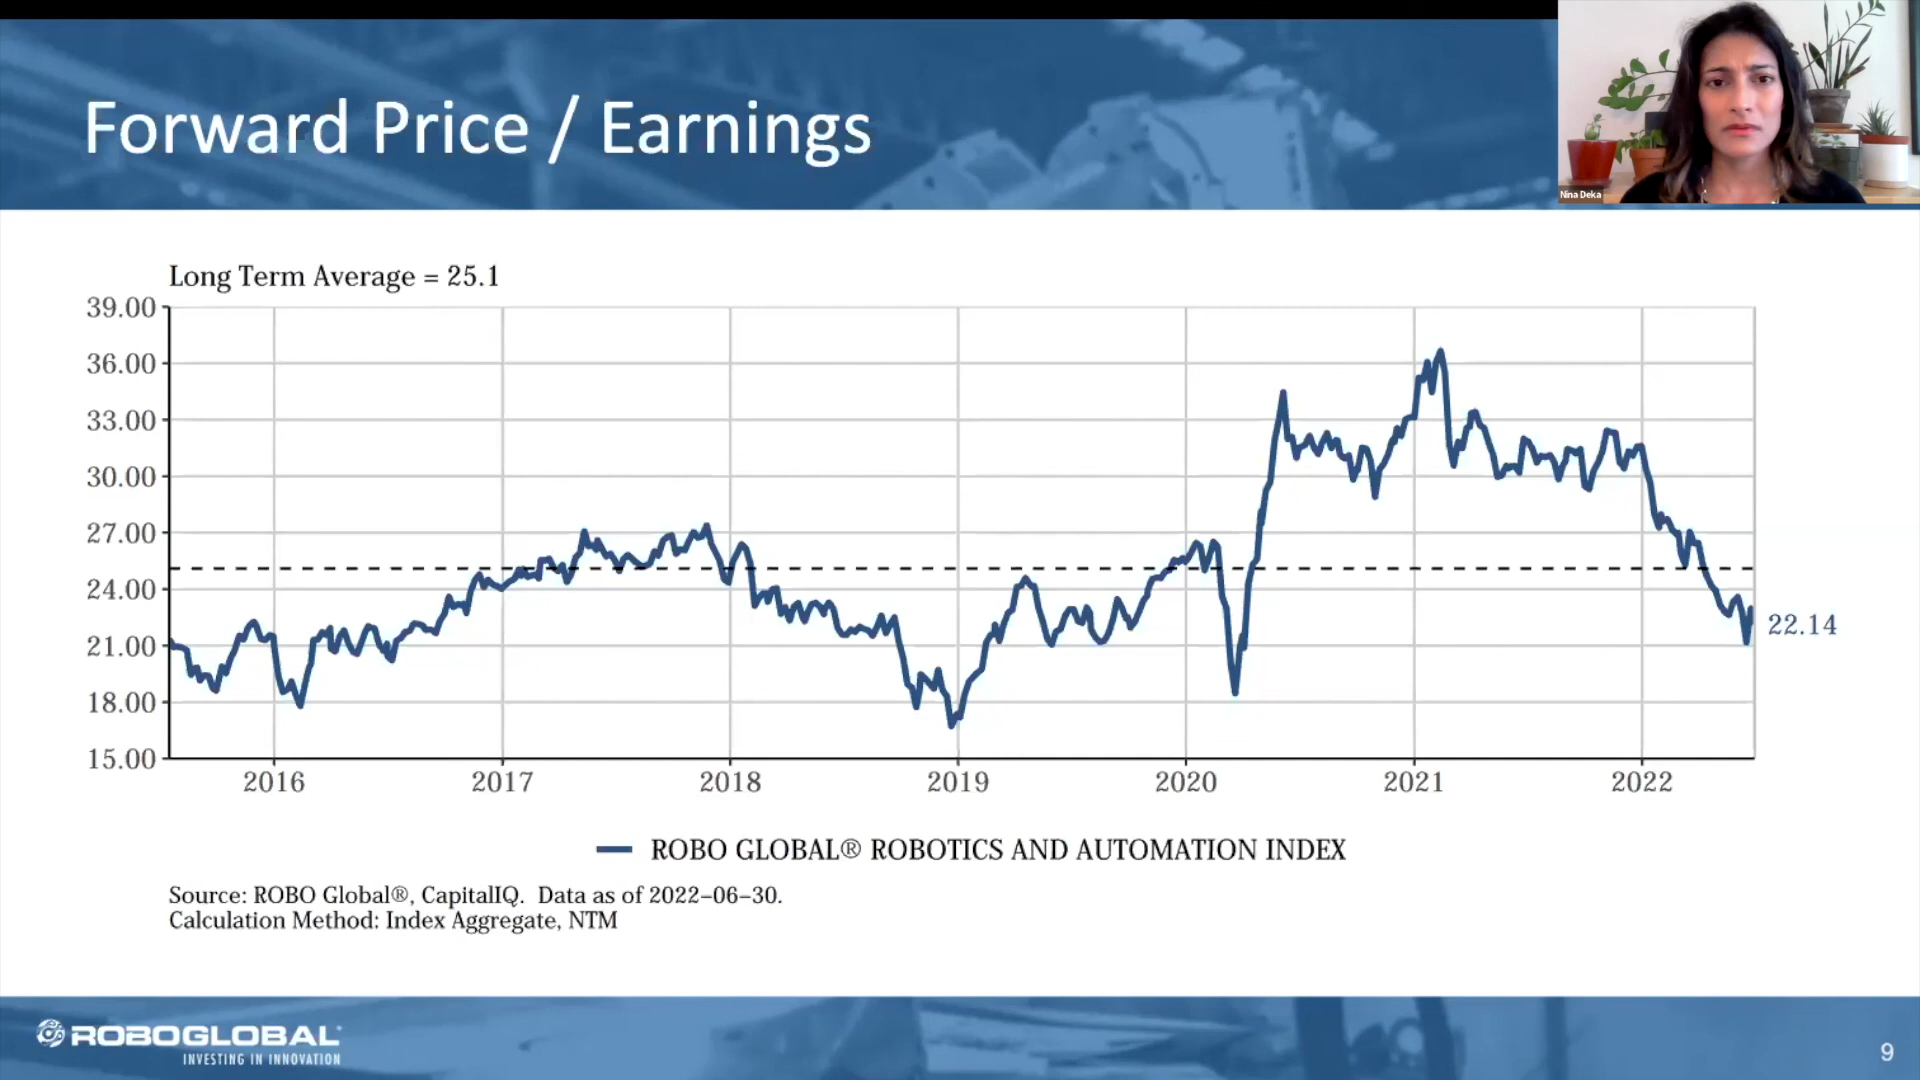 Forward Price / Earnings
Nina Deka
Long Term Average = 25.1
39.00
36.00
33.00
30.00
27.00
24.00
21.00
18.00
15.00
22.14
2016 2017 2018 2019 2020 2021 2022
ROBO GLOBAL® ROBOTICS AND AUTOMATION INDEX
Source: ROBO Global®, CapitalIQ. Data as of 2022–06–30.
Calculation Method: Index Aggregate, NTM
ROBOGLOBAL
INVESTING IN INNOVATION
9